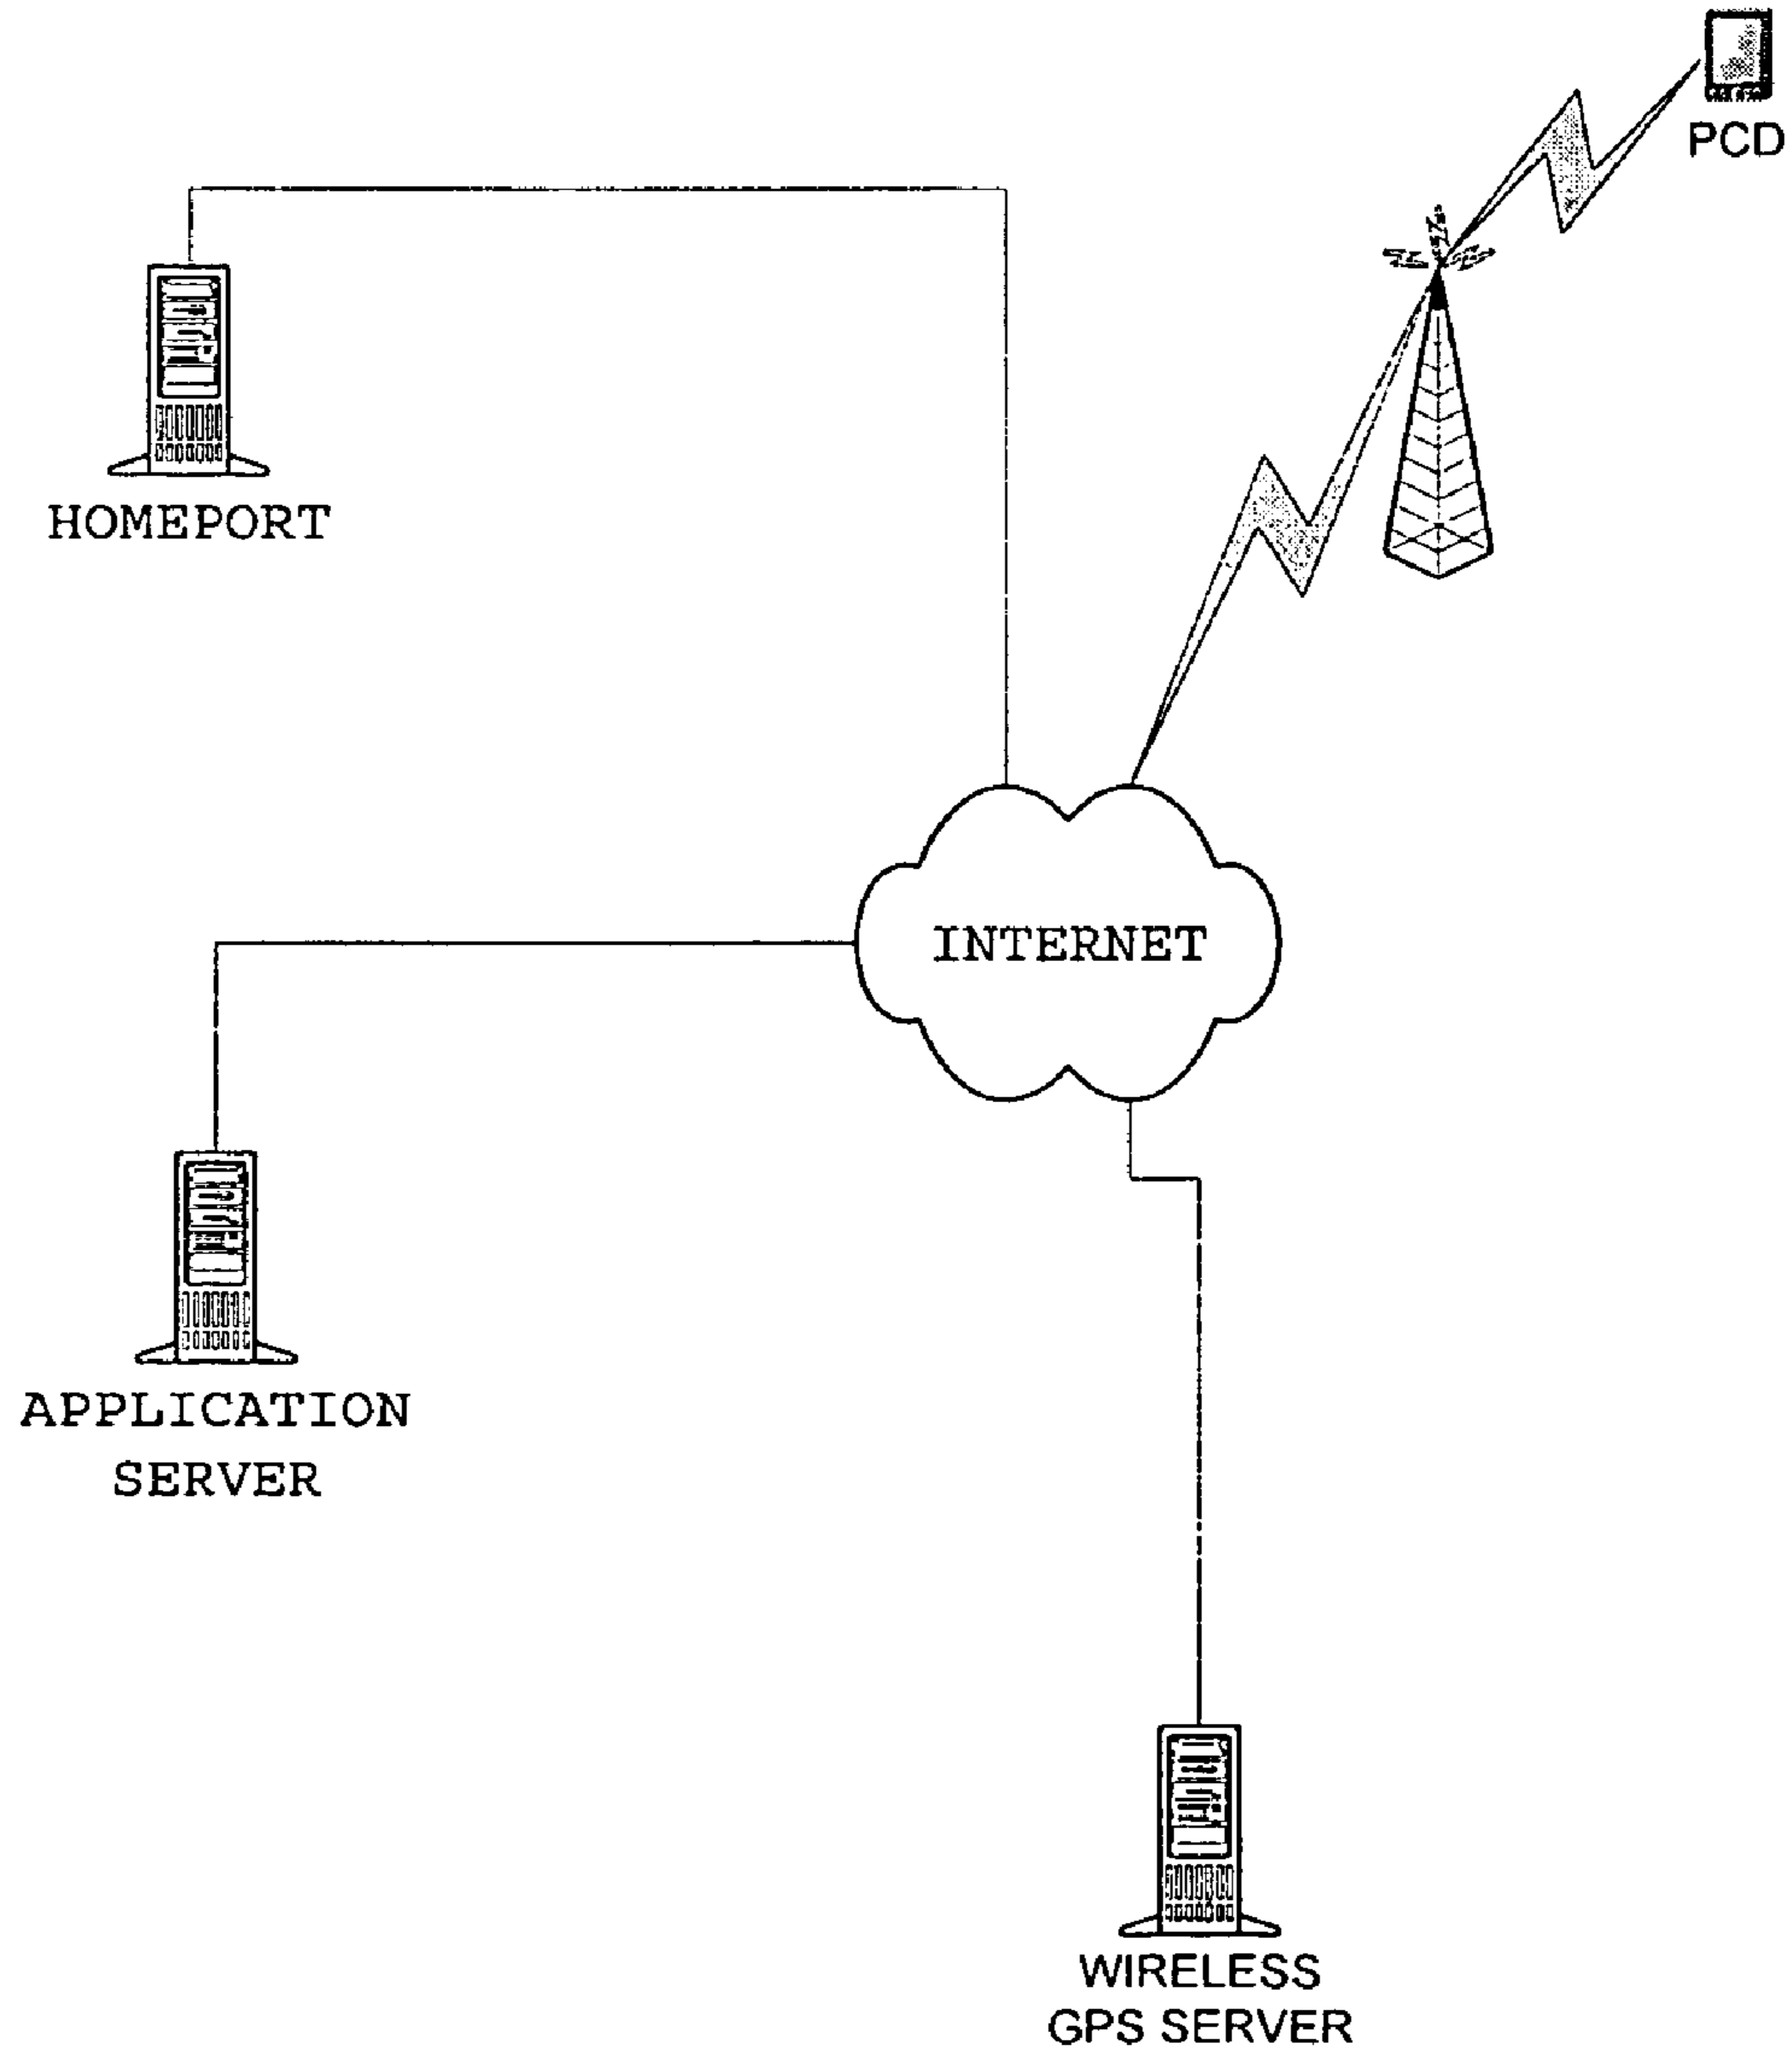 PCD
HOMEPORT
INTERNET
APPLICATION
SERVER
WIRELESS
GPS SERVER